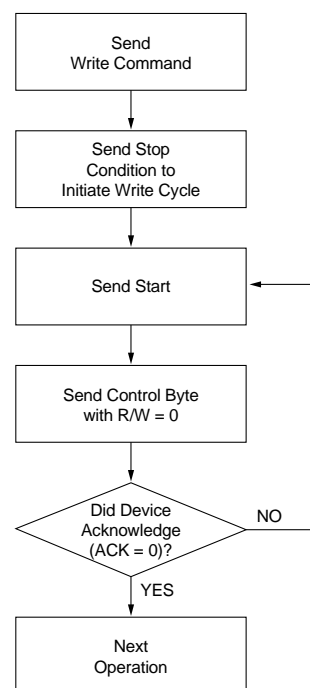 Send
Write Command
Send Stop
Condition to
Initiate Write Cycle
Send Start
Send Control Byte
with R/W = 0
Did Device
Acknowledge
(ACK = 0)?
NO
YES
Next
Operation